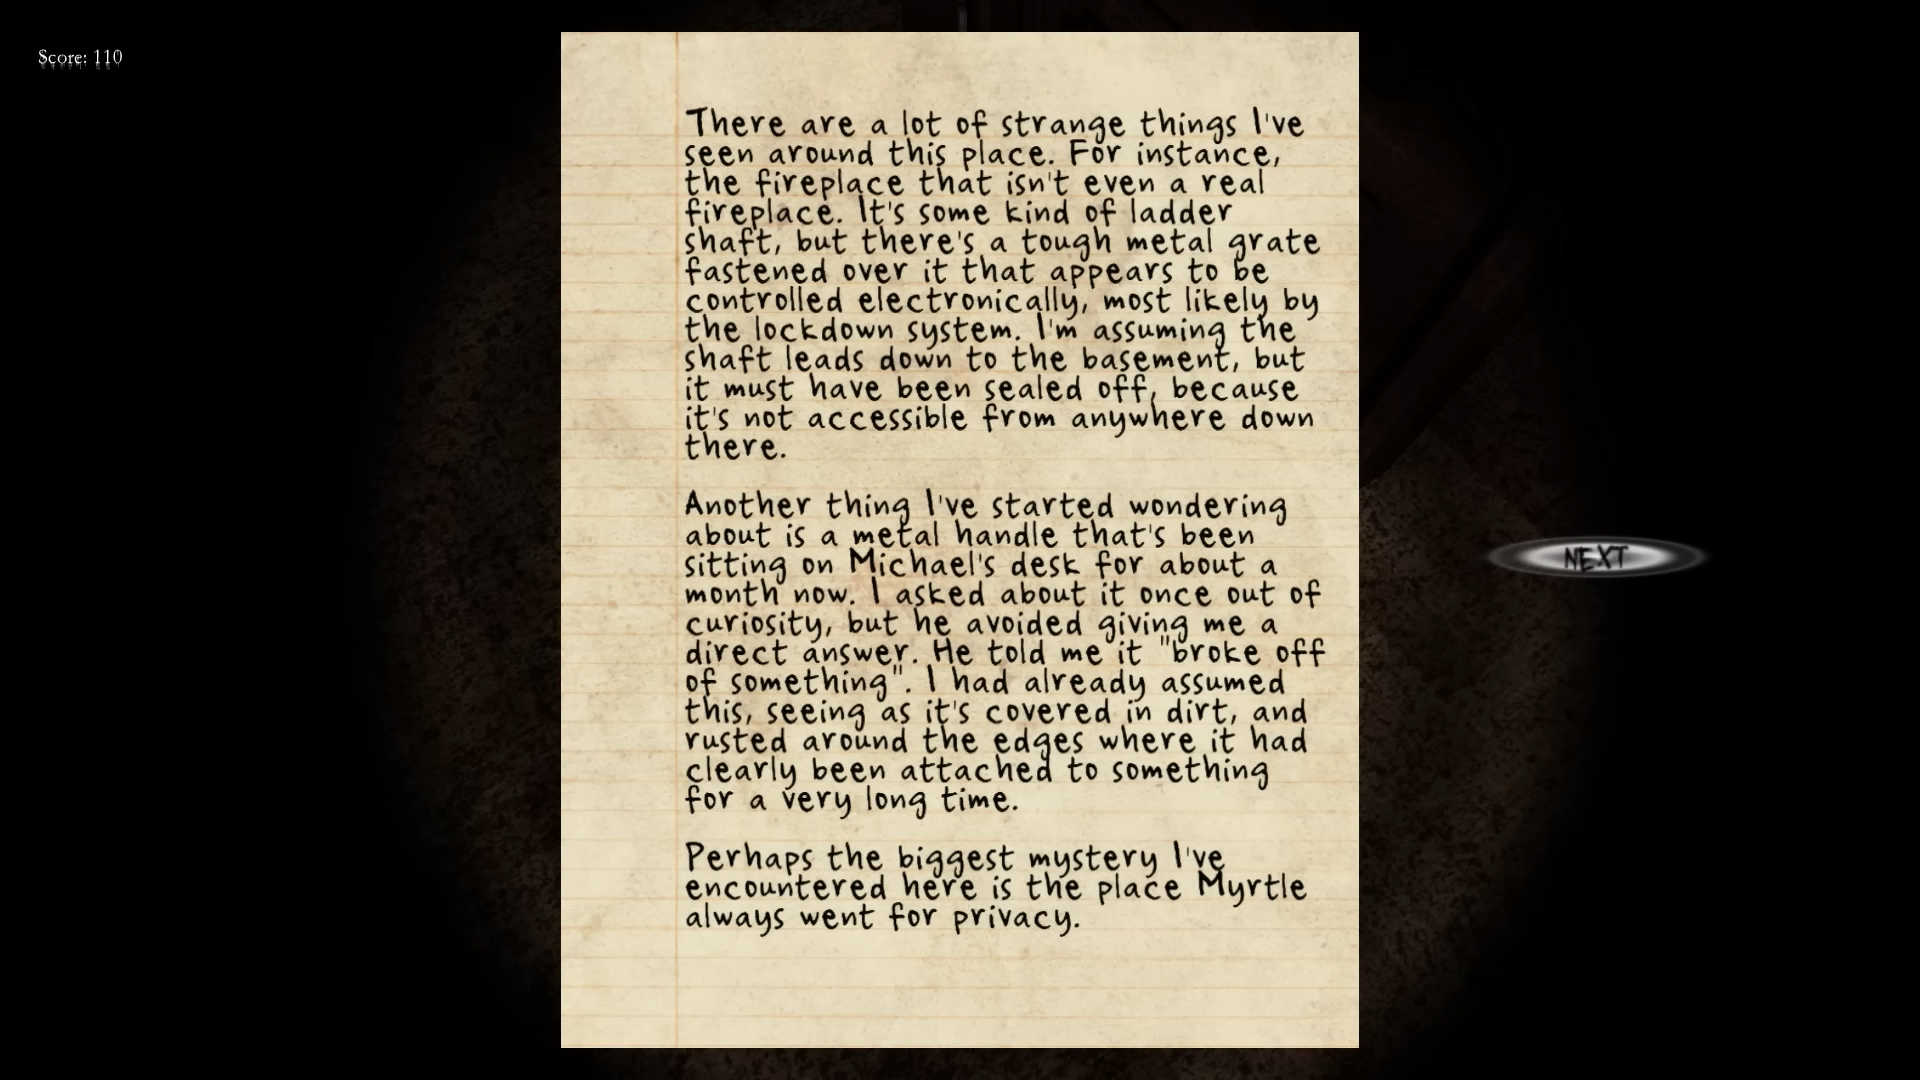 Score: 110
There are a lot of strange things I've
seen around this place. For instance,
the fireplace that isn't even a real
fireplace. It's some kind of ladder
shaft, but there's a tough metal grate
fastened over it that appears to be
controlled electronically, most likely by
the lockdown system. I'm assuming the
shaft leads down to the basement, but
it must have been sealed off, because
it's not accessible from anywhere down
there.
Another thing I've started wondering
about is a metal handle that's been
sitting on Michael's desk for about a
month now. I asked about it once out of
curiosity, but he avoided giving me a
direct answer. He told me it "broke off
of something". I had already assumed
this, seeing as it's covered in dirt, and
rusted around the edges where it had
clearly been attached to something
for a very long time.
Perhaps the biggest mystery I've
encountered here is the place Myrtle
always went for privacy.
NEXT